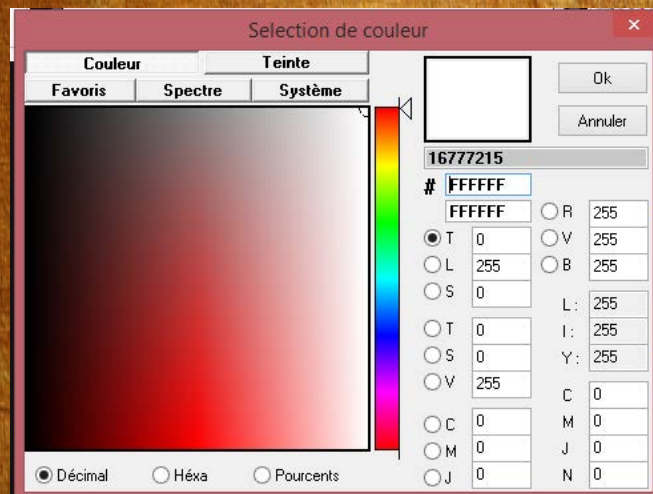 Selection de couleur ×
Couleur Teinte
Favoris Spectre Système
Ok
Annuler
16777215
# FFFFFF
FFFFFF
R 255
T 0
V 255
L 255
B 255
S 0
L: 255
T 0
I: 255
S 0
Y: 255
V 255
C 0
C 0
M 0
M 0
J 0
J 0
N 0
Décimal Héxa Pourcents